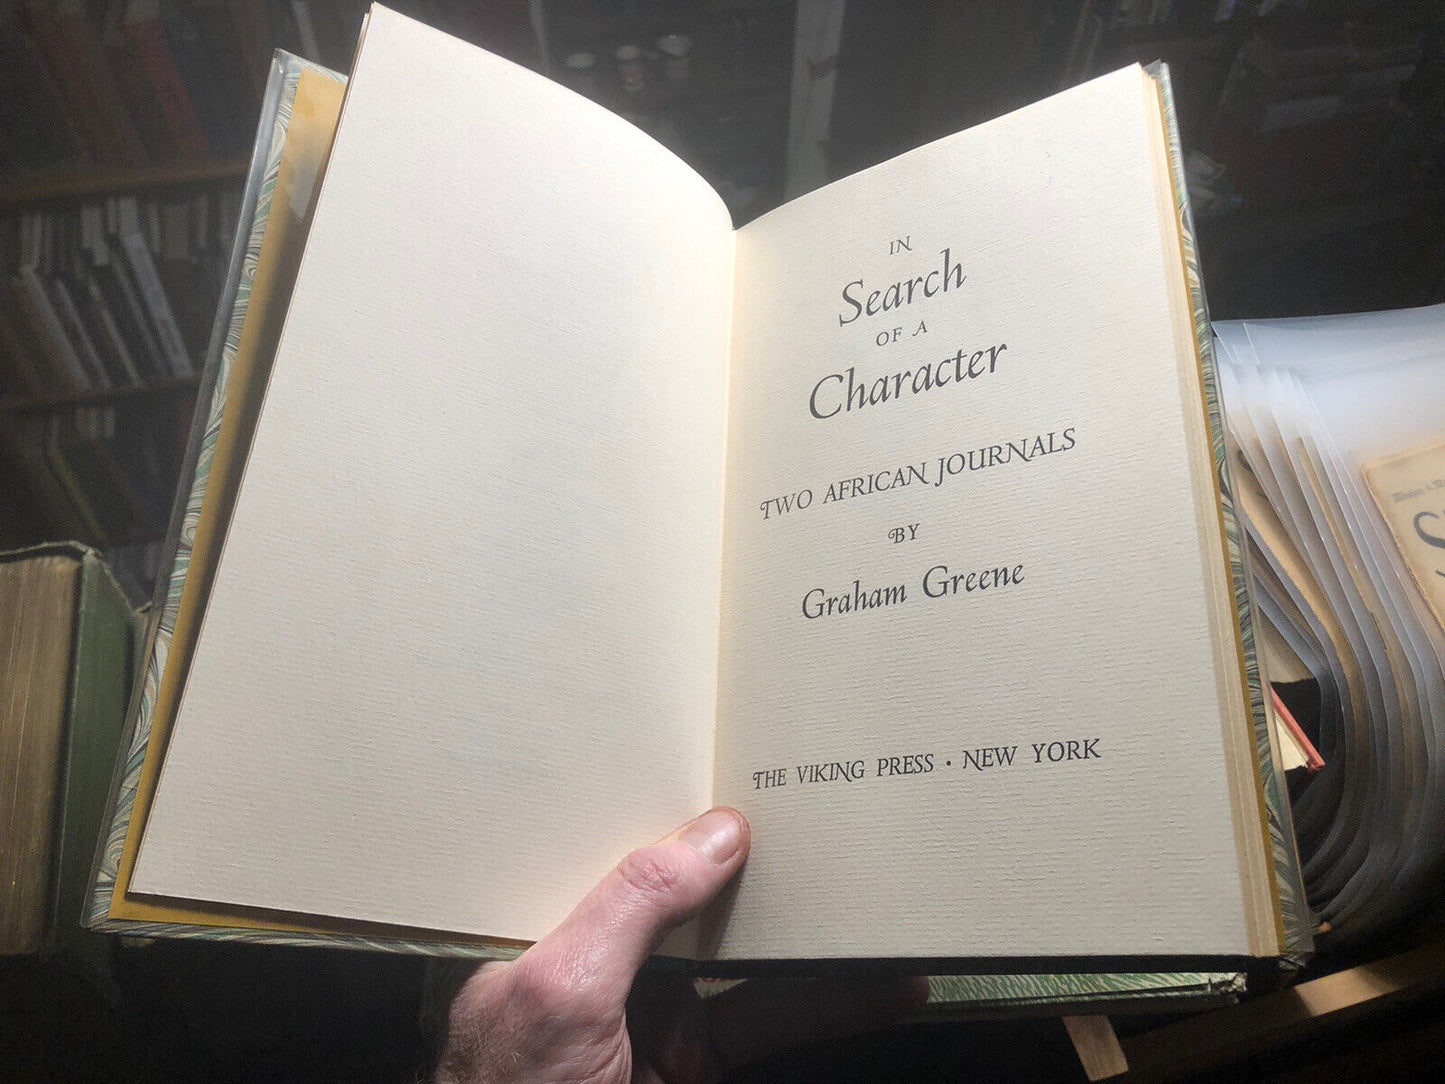 IN
Search
OF A
Character
TWO AFRICAN JOURNALS
BY
Graham Greene
THE VIKING PRESS · NEW YORK